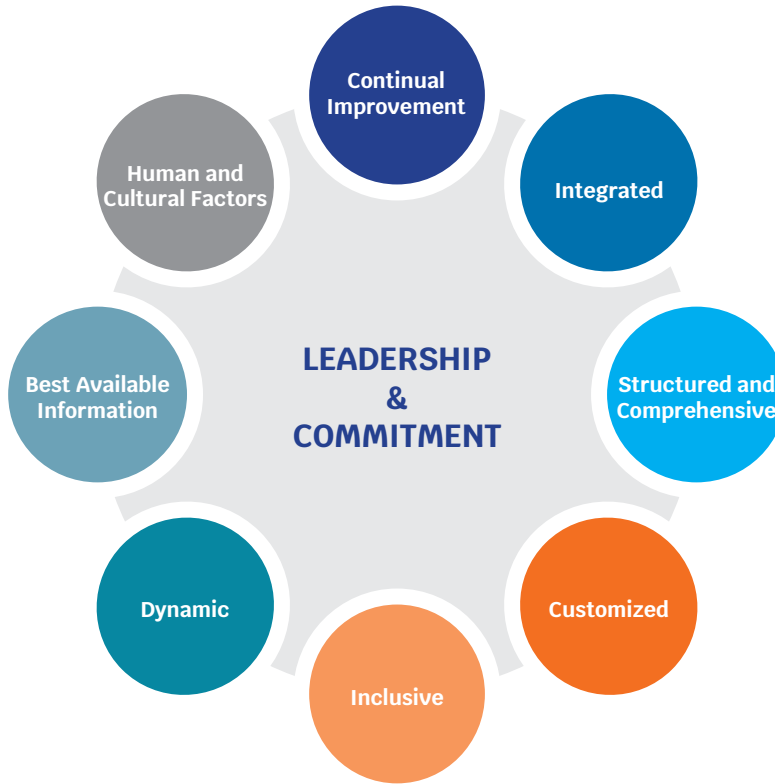 Continual
Improvement
Integrated
Structured and
Comprehensive
Customized
Inclusive
Dynamic
Best Available
Information
Human and
Cultural Factors
LEADERSHIP
&
COMMITMENT